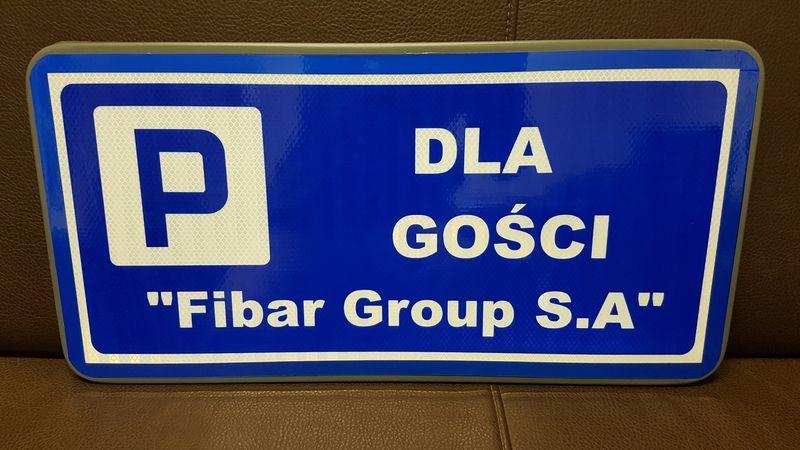 P
DLA
GOŚCI
"Fibar Group S.A"